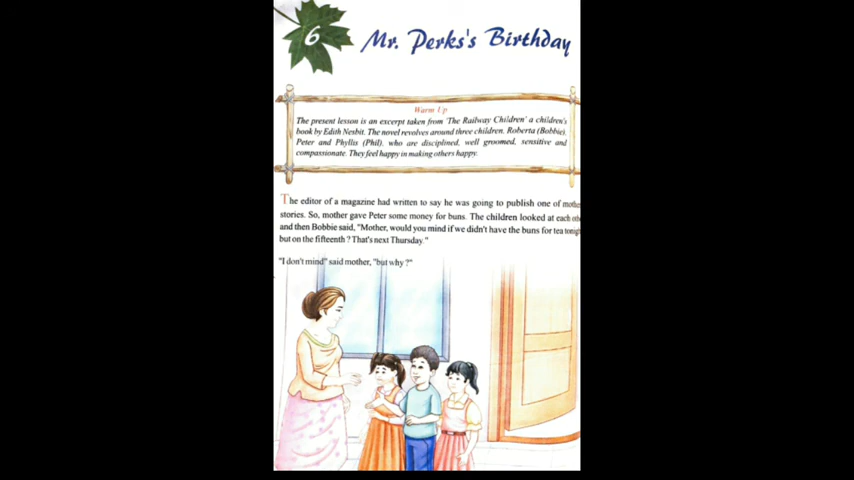 6
Mr. Perks's Birthday
Warm Up
The present lesson is an excerpt taken from 'The Railway Children' a children's
book by Edith Nesbit. The novel revolves around three children, Roberta (Bobbie),
Peter and Phyllis (Phil), who are disciplined, well groomed, sensitive and
compassionate. They feel happy in making others happy.
The editor of a magazine had written to say he was going to publish one of
stories. So, mother gave Peter some money for buns. The children looked at each
and then Bobbie said, "Mother, would you mind if we didn't have the buns for tea
but on the fifteenth ? That's next Thursday."
"I don't mind" said mother, "but why ?"